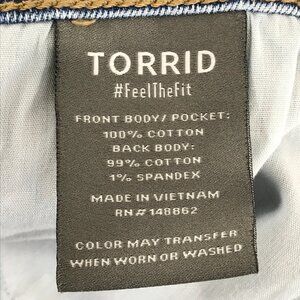 TORRID
#FeelTheFit
FRONT BODY/ POCKET:
100% COTTON
BACK BODY:
99% COTTON
1% SPANDEX
MADE IN VIETNAM
RN# 148862
COLOR MAY TRANSFER
WHEN WORN OR WASHED